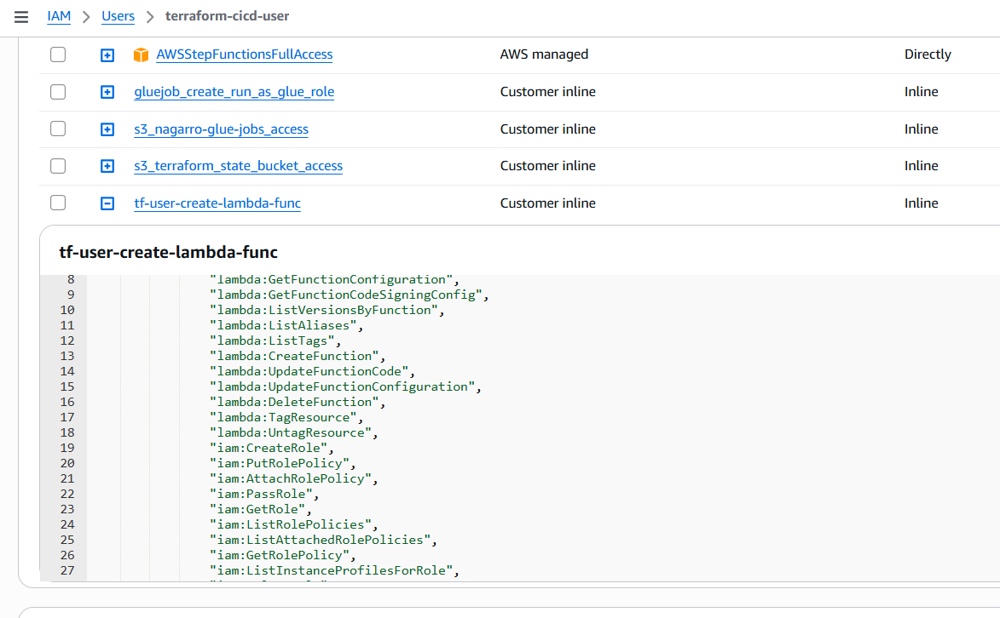 IAM > Users > terraform-cicd-user
AWSStepFunctionsFullAccess AWS managed Directly
gluejob_create_run_as_glue_role Customer inline Inline
s3_nagarro-glue-jobs_access Customer inline Inline
s3_terraform_state_bucket_access Customer inline Inline
tf-user-create-lambda-func Customer inline Inline
tf-user-create-lambda-func
8 "lambda:GetFunctionConfiguration",
9 "lambda:GetFunctionCodeSigningConfig",
10 "lambda:ListVersionsByFunction",
11 "lambda:ListAliases",
12 "lambda:ListTags",
13 "lambda:CreateFunction",
14 "lambda:UpdateFunctionCode",
15 "lambda:UpdateFunctionConfiguration",
16 "lambda:DeleteFunction",
17 "lambda:TagResource",
18 "lambda:UntagResource",
19 "iam:CreateRole",
20 "iam:PutRolePolicy",
21 "iam:AttachRolePolicy",
22 "iam:PassRole",
23 "iam:GetRole",
24 "iam:ListRolePolicies",
25 "iam:ListAttachedRolePolicies",
26 "iam:GetRolePolicy",
27 "iam:ListInstanceProfilesForRole",